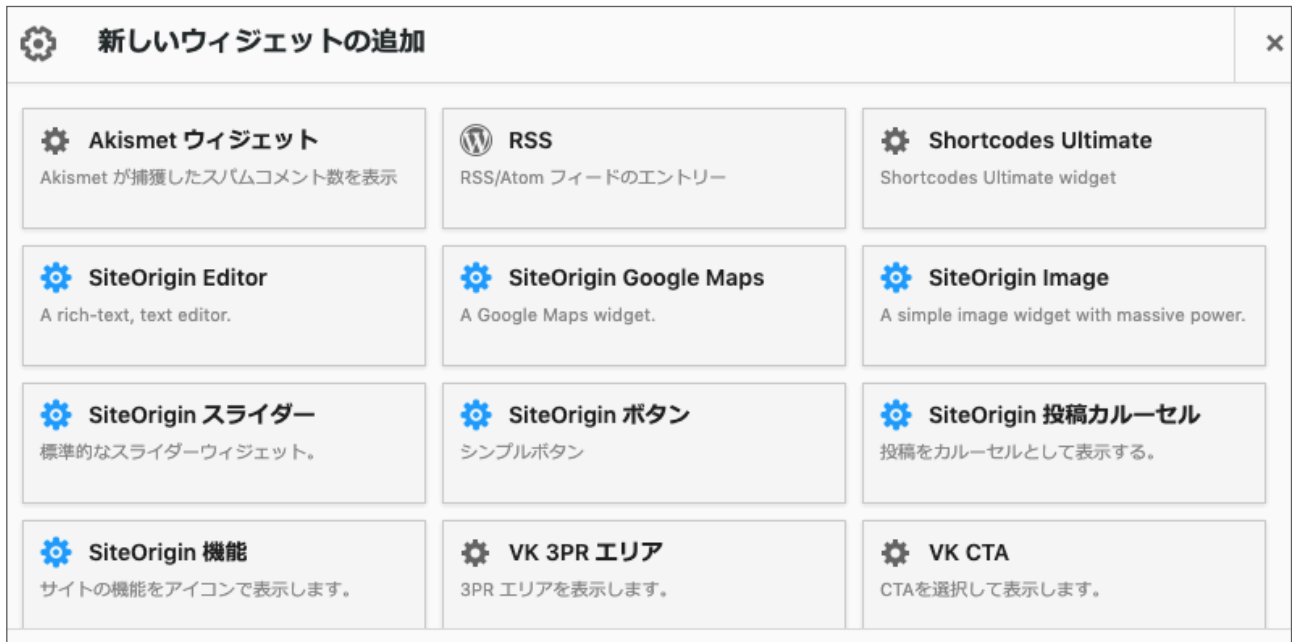 新しいウィジェットの追加
×
Akismet ウィジェット
Akismet が捕獲したスパムコメント数を表示
RSS
RSS/Atom フィードのエントリー
Shortcodes Ultimate
Shortcodes Ultimate widget
SiteOrigin Editor
A rich-text, text editor.
SiteOrigin Google Maps
A Google Maps widget.
SiteOrigin Image
A simple image widget with massive power.
SiteOrigin スライダー
標準的なスライダーウィジェット。
SiteOrigin ボタン
シンプルボタン
SiteOrigin 投稿カルーセル
投稿をカルーセルとして表示する。
SiteOrigin 機能
サイトの機能をアイコンで表示します。
VK 3PR エリア
3PR エリアを表示します。
VK CTA
CTAを選択して表示します。